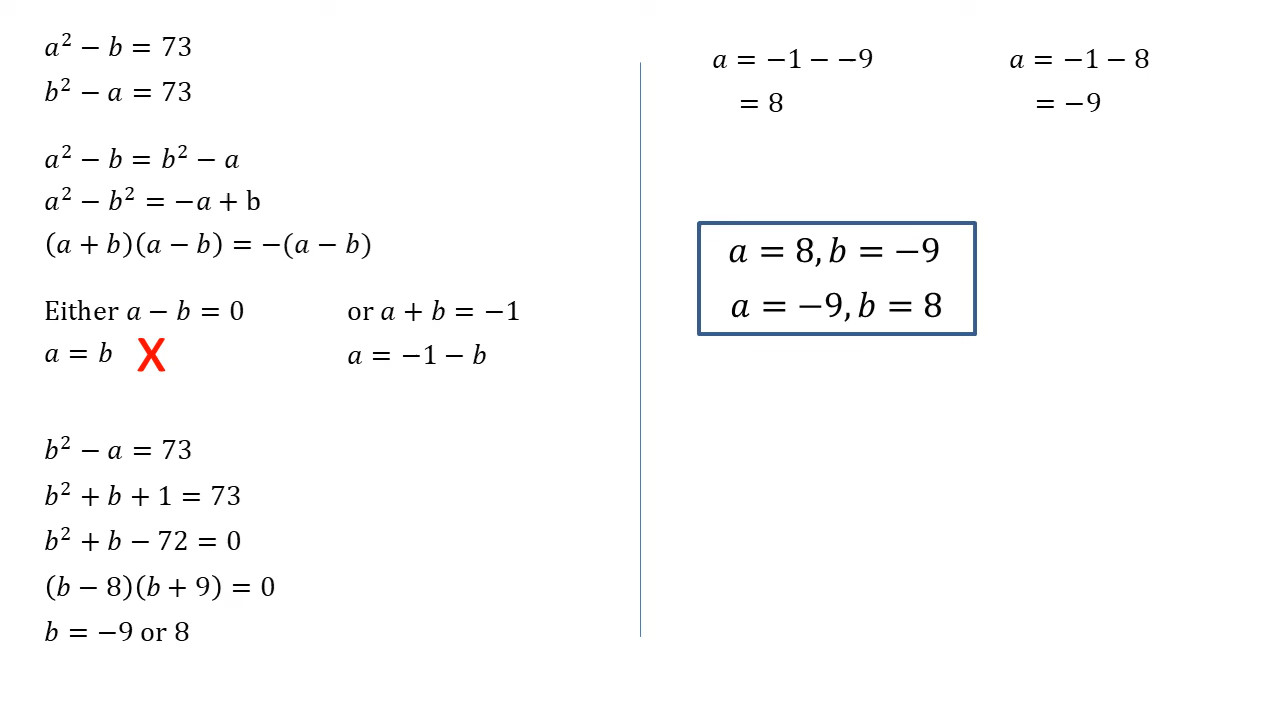 a² − b = 73
b² − a = 73
a² − b = b² − a
a² − b² = −a + b
(a + b)(a − b) = −(a − b)
Either a − b = 0 or a + b = −1
a = b X a = −1 − b
b² − a = 73
b² + b + 1 = 73
b² + b − 72 = 0
(b − 8)(b + 9) = 0
b = −9 or 8
a = −1 − −9 a = −1 − 8
= 8 = −9
a = 8, b = −9
a = −9, b = 8